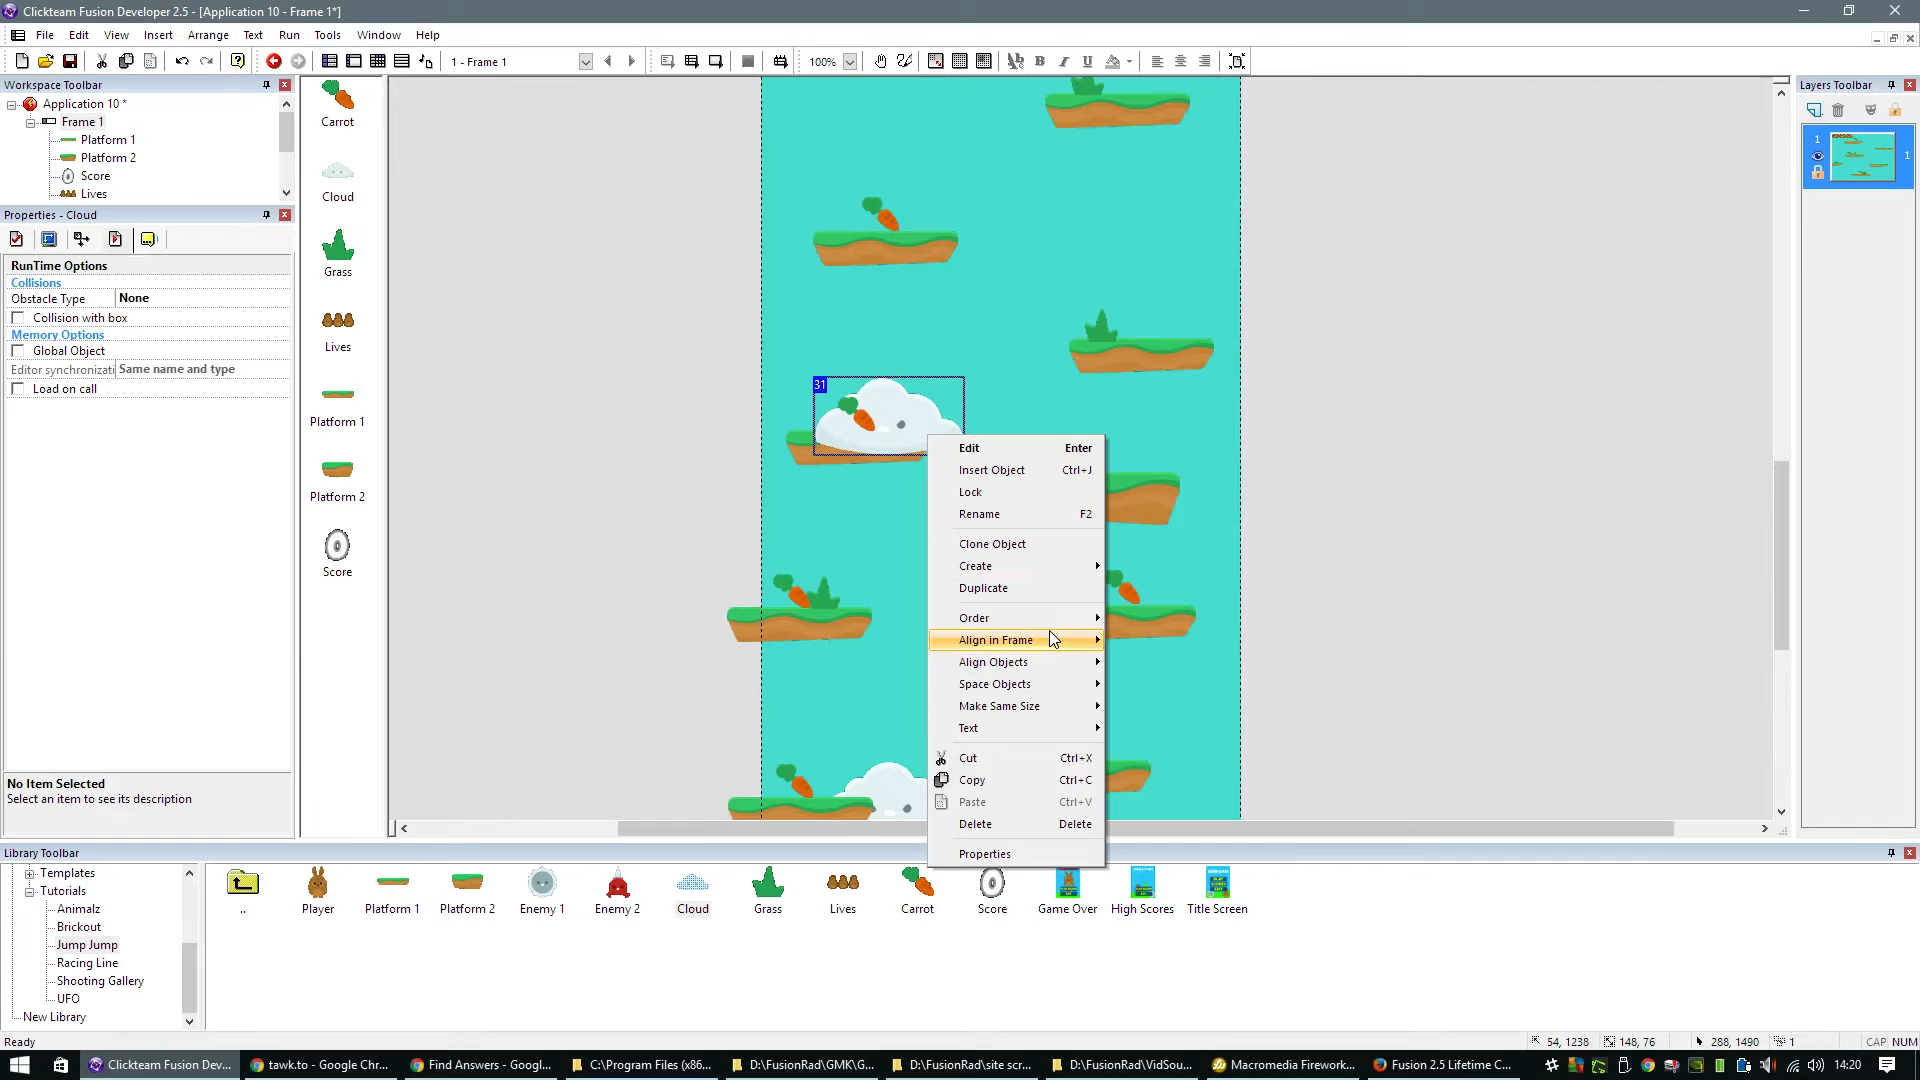 Clickteam Fusion Developer 2.5 - [Application 10 - Frame 1*]
File Edit View Insert Arrange Text Run Tools Window Help
1 - Frame 1
100%
Workspace Toolbar
Application 10 *
Frame 1
Platform 1
Platform 2
Score
Lives
Properties - Cloud
RunTime Options
Collisions
Obstacle Type None
Collision with box
Memory Options
Global Object
Editor synchronizati Same name and type
Load on call
No Item Selected
Select an item to see its description
Carrot
Cloud
Grass
Lives
Platform 1
Platform 2
Score
31
Edit Enter
Insert Object Ctrl+J
Lock
Rename F2
Clone Object
Create
Duplicate
Order
Align in Frame
Align Objects
Space Objects
Make Same Size
Text
Cut Ctrl+X
Copy Ctrl+C
Paste Ctrl+V
Delete Delete
Properties
Layers Toolbar
1
1
Library Toolbar
Templates
Tutorials
Animalz
Brickout
Jump Jump
Racing Line
Shooting Gallery
UFO
New Library
..
Player
Platform 1
Platform 2
Enemy 1
Enemy 2
Cloud
Grass
Lives
Carrot
Score
Game Over
High Scores
Title Screen
Ready
54, 1238
148, 76
288, 1490
1
CAP NUM
Clickteam Fusion Dev...
tawk.to - Google Chr...
Find Answers - Googl...
C:\Program Files (x86...
D:\FusionRad\GMK\G...
D:\FusionRad\site scr...
D:\FusionRad\VidSou...
Macromedia Firework...
Fusion 2.5 Lifetime C...
14:20